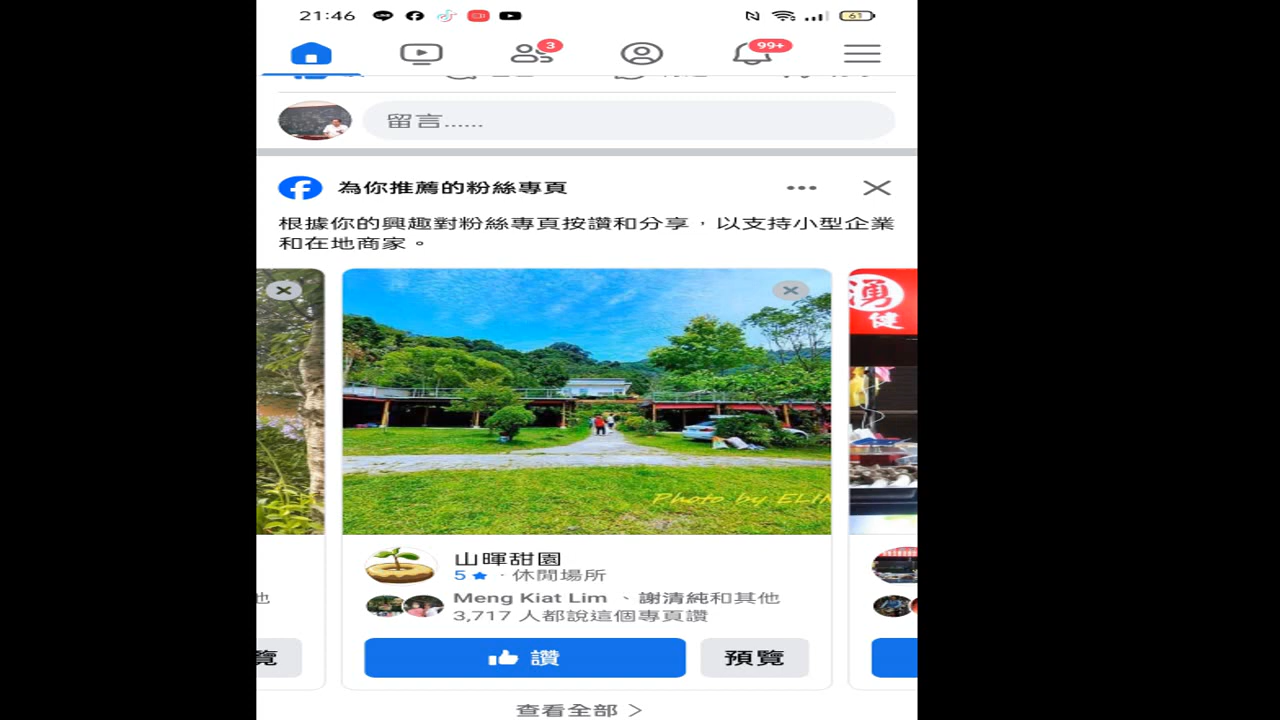 21:46
61
3
99+
留言......
為你推薦的粉絲專頁
根據你的興趣對粉絲專頁按讚和分享，以支持小型企業
和在地商家。
湧
健
Photo by ELIN
山暉甜園
5 ★ · 休閒場所
Meng Kiat Lim 、謝清純和其他
3,717 人都說這個專頁讚
覽
讚
預覽
查看全部